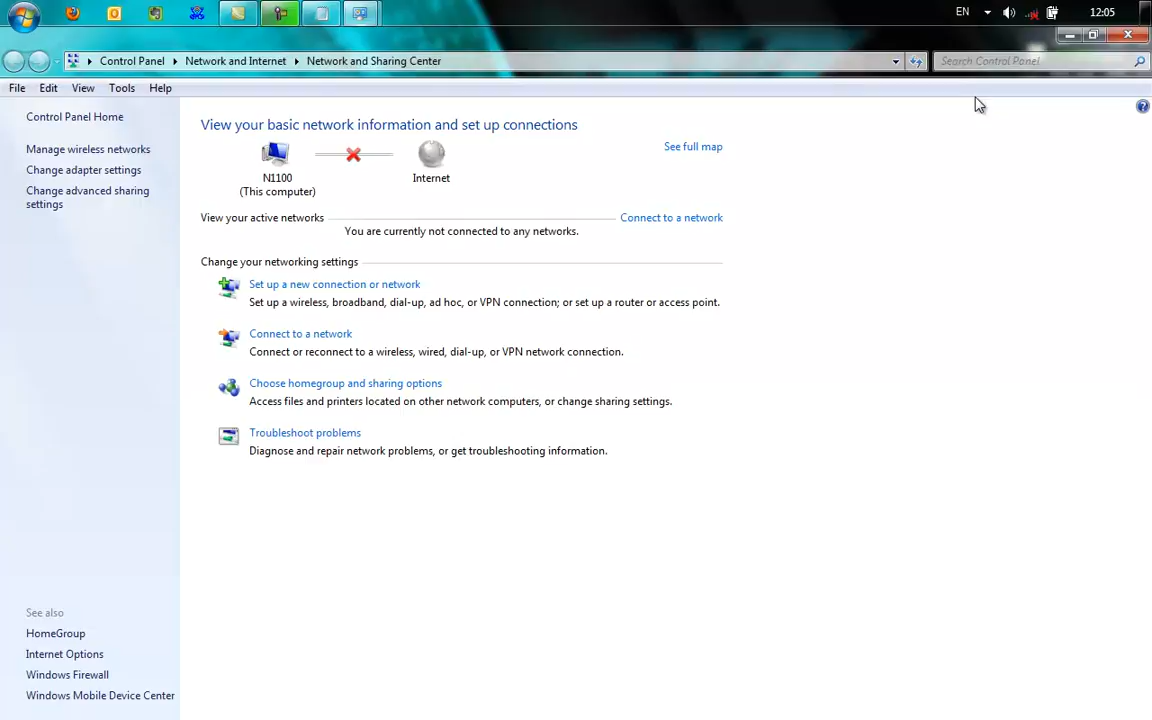 EN
12:05
Control Panel
Network and Internet
Network and Sharing Center
Search Control Panel
File Edit View Tools Help
Control Panel Home
Manage wireless networks
Change adapter settings
Change advanced sharing
settings
View your basic network information and set up connections
See full map
N1100
(This computer)
Internet
View your active networks
Connect to a network
You are currently not connected to any networks.
Change your networking settings
Set up a new connection or network
Set up a wireless, broadband, dial-up, ad hoc, or VPN connection; or set up a router or access point.
Connect to a network
Connect or reconnect to a wireless, wired, dial-up, or VPN network connection.
Choose homegroup and sharing options
Access files and printers located on other network computers, or change sharing settings.
Troubleshoot problems
Diagnose and repair network problems, or get troubleshooting information.
See also
HomeGroup
Internet Options
Windows Firewall
Windows Mobile Device Center